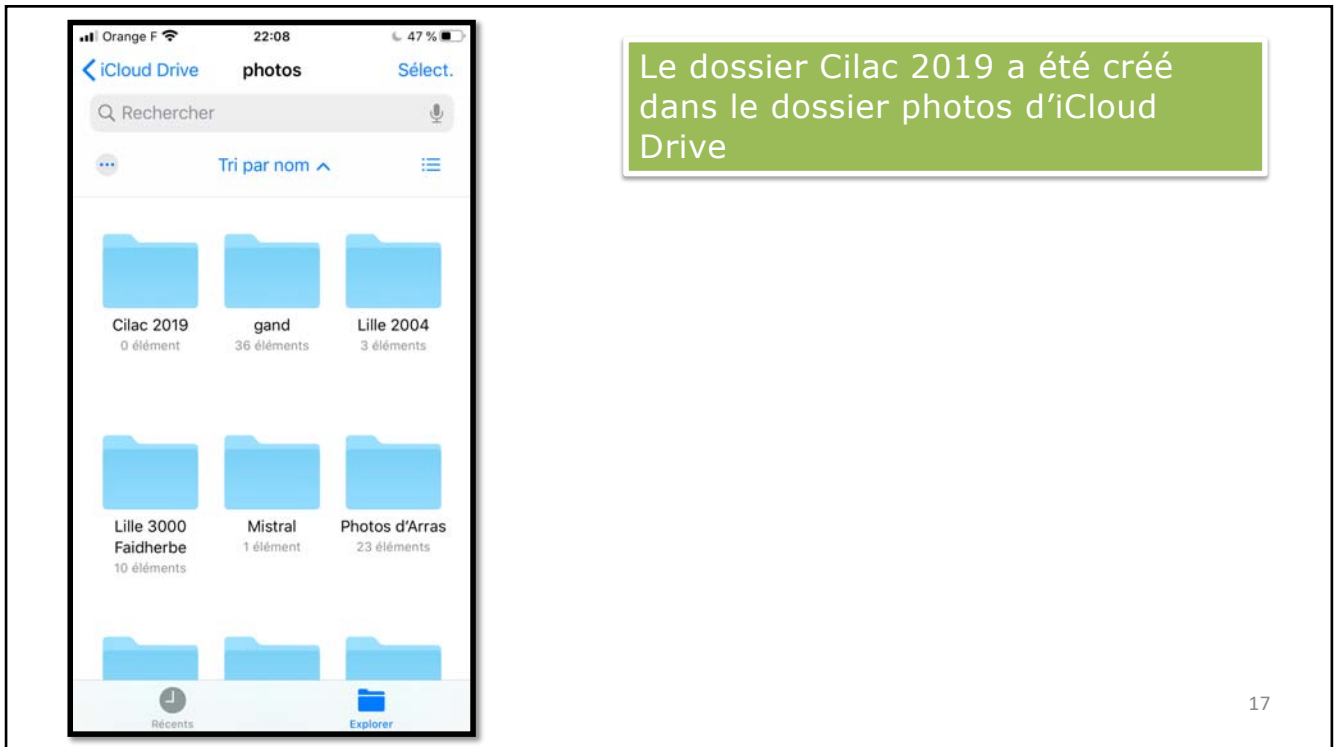 Orange F 22:08 47 %
iCloud Drive photos Sélect.
Rechercher
Tri par nom
Cilac 2019 gand Lille 2004
0 élément 36 éléments 3 éléments
Lille 3000 Mistral Photos d’Arras
Faidherbe 1 élément 23 éléments
10 éléments
Récents Explorer
Le dossier Cilac 2019 a été créé
dans le dossier photos d’iCloud
Drive
17